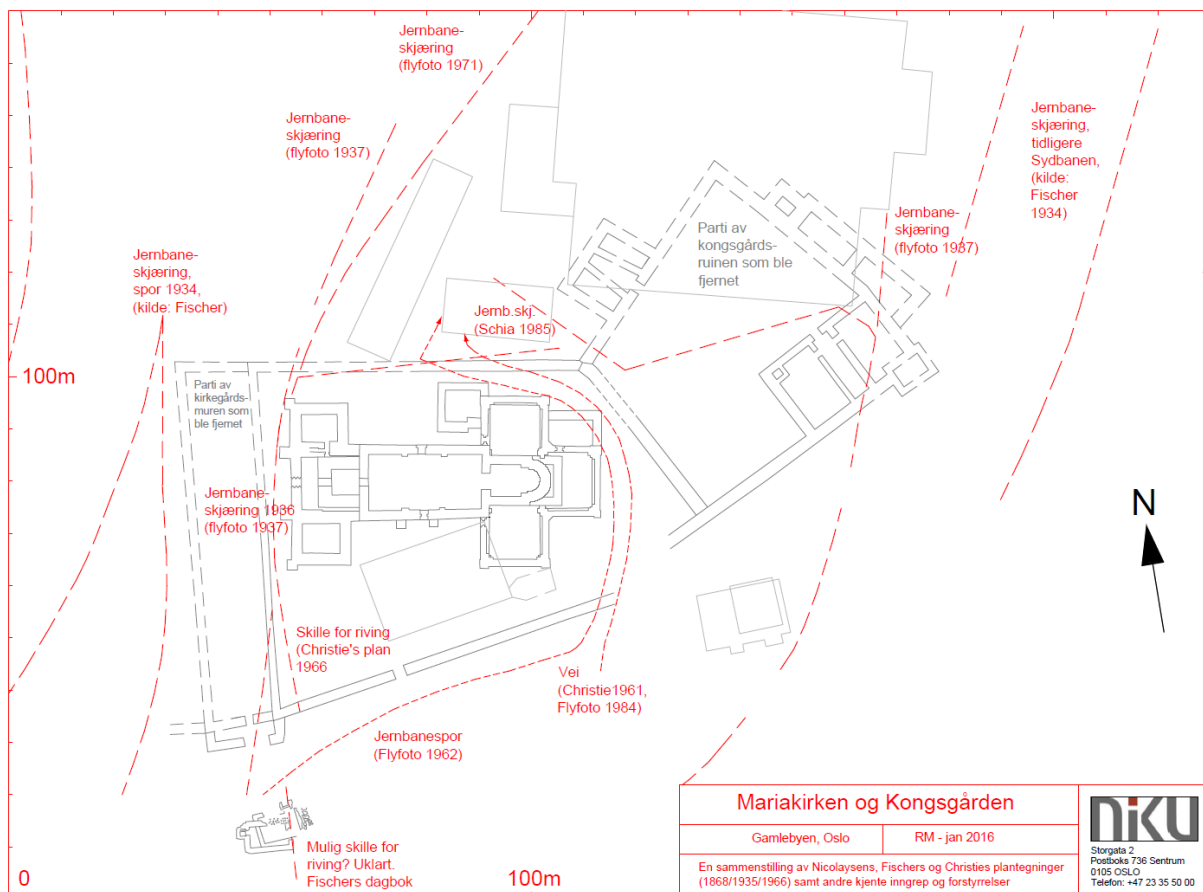 Jernbane-
skjæring
(flyfoto 1971)
Jernbane-
skjæring
(flyfoto 1937)
Jernbane-
skjæring,
tidligere
Sydbanen,
(kilde:
Fischer
1934)
Jernbane-
skjæring
(flyfoto 1937)
Parti av
kongsgårds-
ruinen som ble
fjernet
Jernbane-
skjæring,
spor 1934,
(kilde: Fischer)
Jernb.skj.
(Schia 1985)
100m
Parti av
kirkegårds-
muren som
ble fjernet
Jernbane-
skjæring 1936
(flyfoto 1937)
N
Skille for riving
(Christie's plan
1966
Vei
(Christie1961,
Flyfoto 1984)
Jernbanespor
(Flyfoto 1962)
Mulig skille for
riving? Uklart.
Fischers dagbok
0
100m
Mariakirken og Kongsgården
Gamlebyen, Oslo
RM - jan 2016
En sammenstilling av Nicolaysens, Fischers og Christies plantegninger
(1868/1935/1966) samt andre kjente inngrep og forstyrrelser
NIKU
Storgata 2
Postboks 736 Sentrum
0105 OSLO
Telefon: +47 23 35 50 00